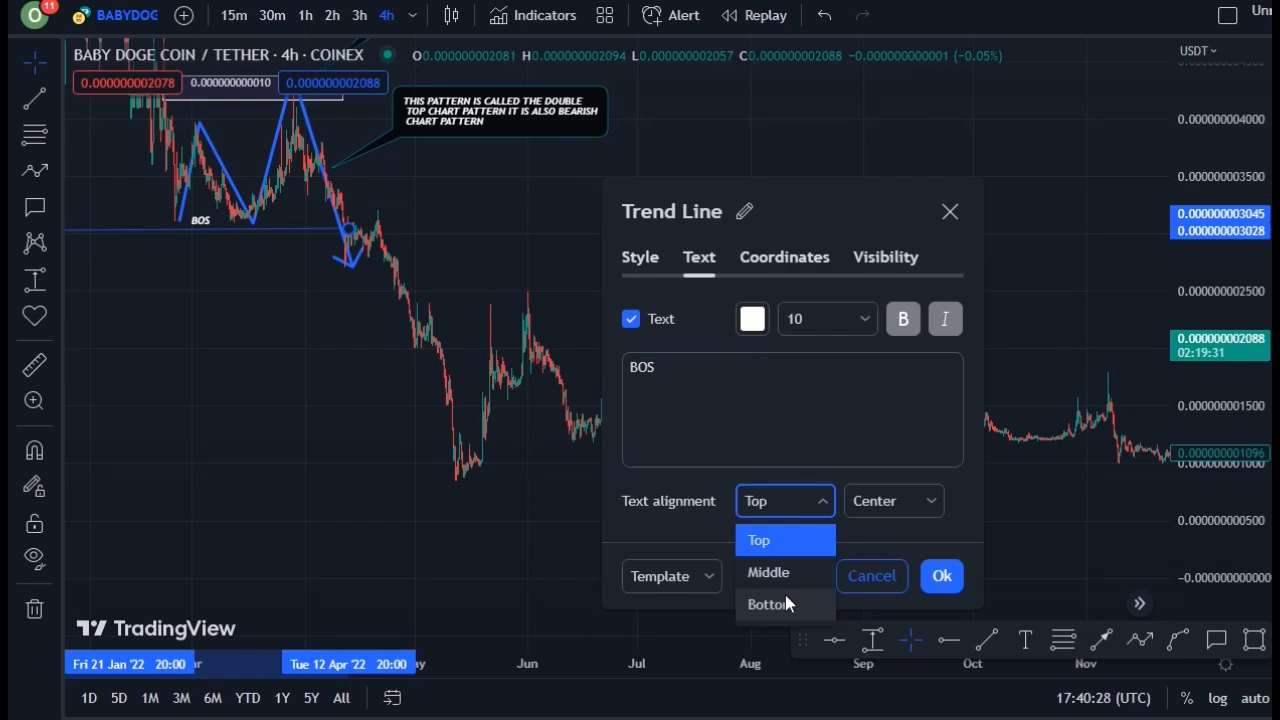 11
BABYDOG
15m 30m 1h 2h 3h 4h
Indicators
Alert
Replay
BABY DOGE COIN / TETHER · 4h · COINEX
O0.000000002081 H0.000000002094 L0.000000002057 C0.000000002088 −0.000000000001 (−0.05%)
USDT
0.000000002078
0.000000000010
0.000000002088
THIS PATTERN IS CALLED THE DOUBLE
TOP CHART PATTERN IT IS ALSO BEARISH
CHART PATTERN
BOS
0.000000004000
0.000000003500
0.000000003045
0.000000003028
0.000000002500
0.000000002088
02:19:31
0.000000001500
0.000000001096
0.000000001000
0.000000000500
−0.00000000000
Trend Line
Style Text Coordinates Visibility
Text
10
B
I
BOS
Text alignment
Top
Center
Top
Middle
Bottom
Template
Cancel
Ok
TradingView
T
Fri 21 Jan '22 20:00
Tue 12 Apr '22 20:00
Jun Jul Aug Sep Oct Nov
1D 5D 1M 3M 6M YTD 1Y 5Y All
17:40:28 (UTC)
% log auto